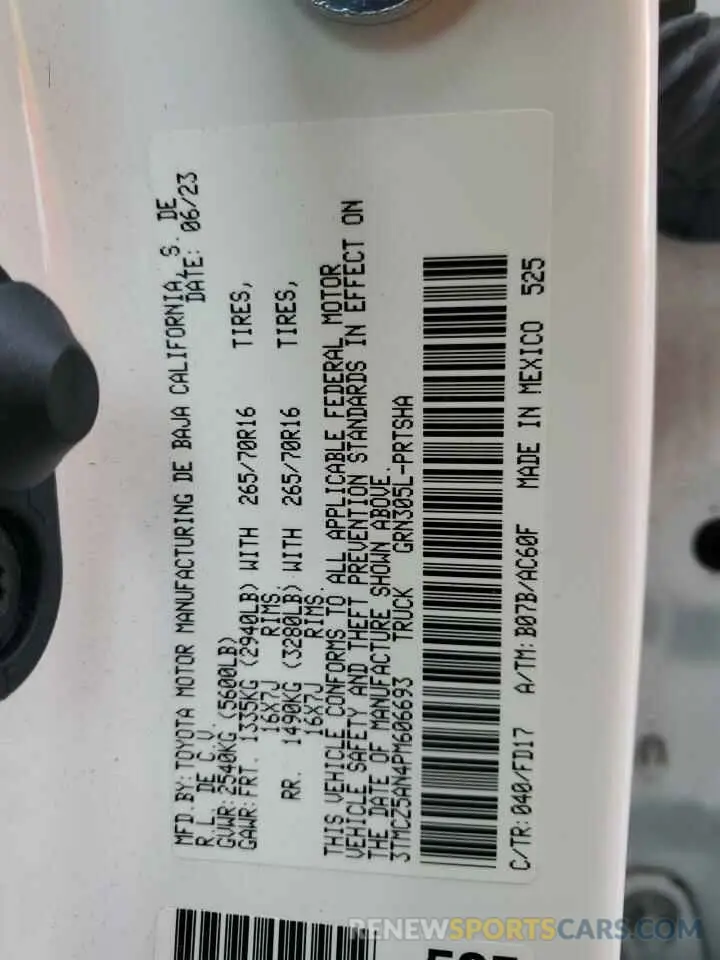 MFD BY: TOYOTA MOTOR MANUFACTURING DE BAJA CALIFORNIA, S. DE
R.L. DE C.V. DATE: 06/23
GVWR: 2540KG (5600LB)
GAWR: FRT. 1335KG (2940LB) WITH 265/70R16 TIRES,
16X7J RIMS.
RR. 1490KG (3280LB) WITH 265/70R16 TIRES,
16X7J RIMS.
THIS VEHICLE CONFORMS TO ALL APPLICABLE FEDERAL MOTOR
VEHICLE SAFETY AND THEFT PREVENTION STANDARDS IN EFFECT ON
THE DATE OF MANUFACTURE SHOWN ABOVE.
3TMCZ5AN4PM606693 TRUCK GRN305L-PRTSHA
C/TR: 040/FD17 A/TM: B07B/AC60F MADE IN MEXICO 525
RENEWSPORTSCARS.COM